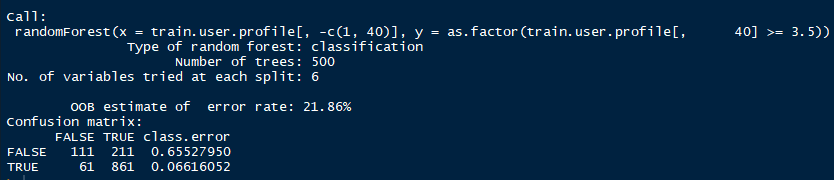 Call:
 randomForest(x = train.user.profile[, -c(1, 40)], y = as.factor(train.user.profile[,      40] >= 3.5))
               Type of random forest: classification
                     Number of trees: 500
No. of variables tried at each split: 6
        OOB estimate of  error rate: 21.86%
Confusion matrix:
      FALSE TRUE class.error
FALSE   111  211  0.65527950
TRUE     61  861  0.06616052